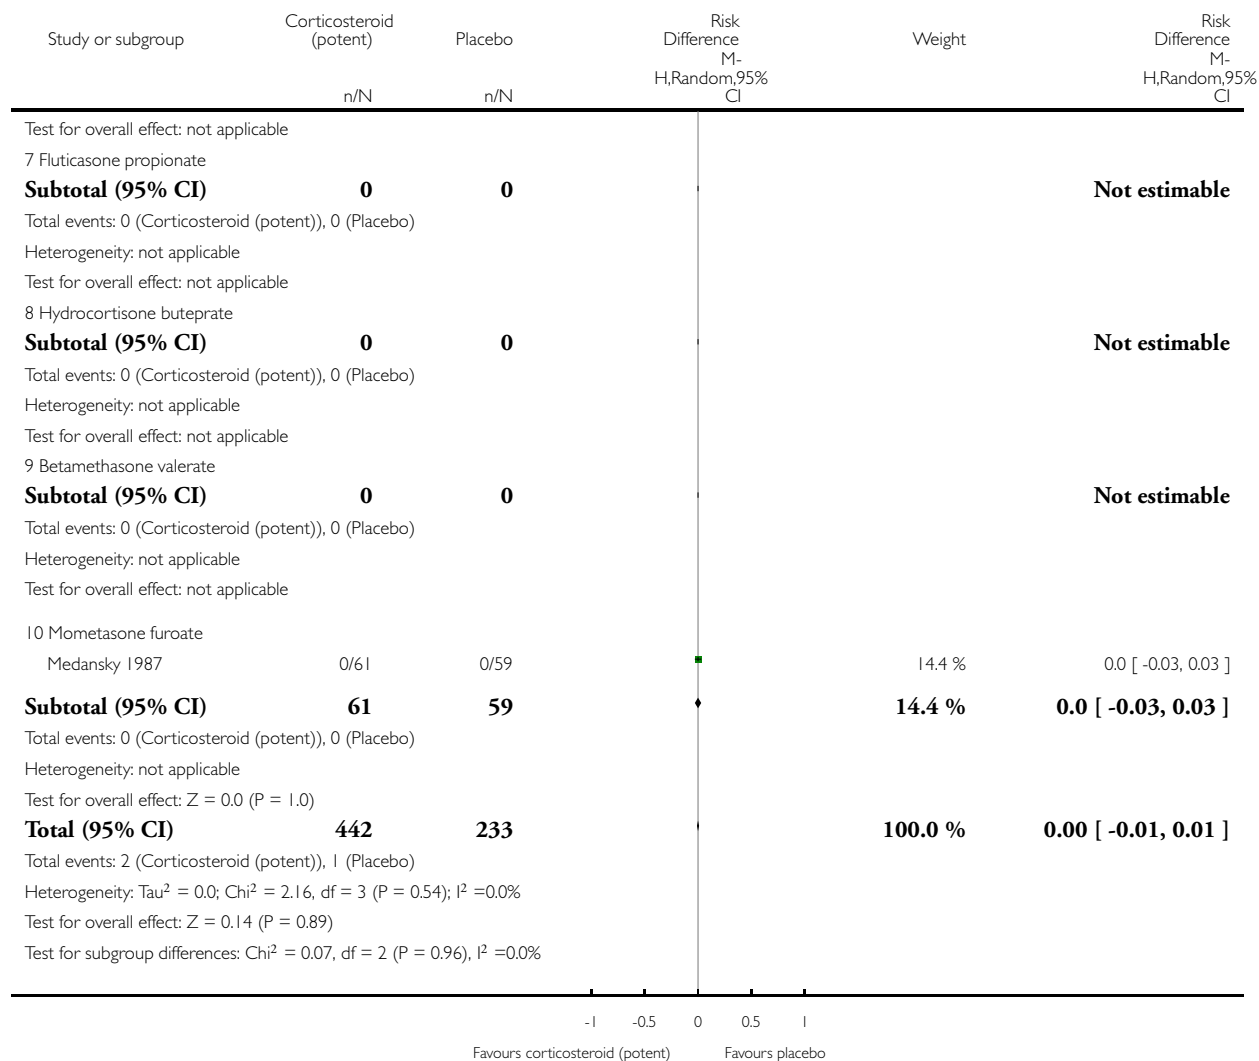 Study or subgroup Corticosteroid (potent) Placebo Risk Difference Weight Risk Difference
M-H,Random,95% CI M-H,Random,95% CI
n/N n/N
Test for overall effect: not applicable
7 Fluticasone propionate
Subtotal (95% CI) 0 0 Not estimable
Total events: 0 (Corticosteroid (potent)), 0 (Placebo)
Heterogeneity: not applicable
Test for overall effect: not applicable
8 Hydrocortisone buteprate
Subtotal (95% CI) 0 0 Not estimable
Total events: 0 (Corticosteroid (potent)), 0 (Placebo)
Heterogeneity: not applicable
Test for overall effect: not applicable
9 Betamethasone valerate
Subtotal (95% CI) 0 0 Not estimable
Total events: 0 (Corticosteroid (potent)), 0 (Placebo)
Heterogeneity: not applicable
Test for overall effect: not applicable
10 Mometasone furoate
Medansky 1987 0/61 0/59 14.4 % 0.0 [ -0.03, 0.03 ]
Subtotal (95% CI) 61 59 14.4 % 0.0 [ -0.03, 0.03 ]
Total events: 0 (Corticosteroid (potent)), 0 (Placebo)
Heterogeneity: not applicable
Test for overall effect: Z = 0.0 (P = 1.0)
Total (95% CI) 442 233 100.0 % 0.00 [ -0.01, 0.01 ]
Total events: 2 (Corticosteroid (potent)), 1 (Placebo)
Heterogeneity: Tau² = 0.0; Chi² = 2.16, df = 3 (P = 0.54); I² =0.0%
Test for overall effect: Z = 0.14 (P = 0.89)
Test for subgroup differences: Chi² = 0.07, df = 2 (P = 0.96), I² =0.0%
-1 -0.5 0 0.5 1
Favours corticosteroid (potent) Favours placebo